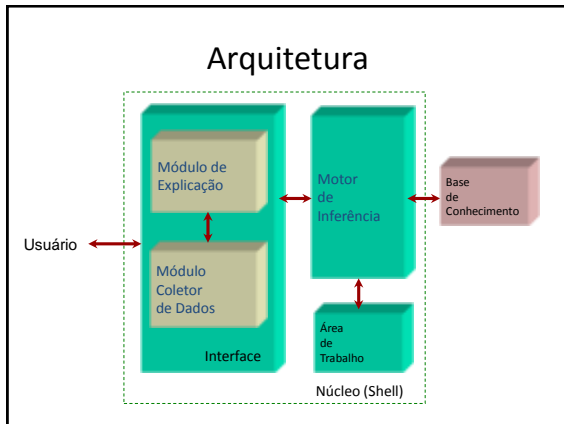 Arquitetura
Módulo de
Explicação
Motor
de
Inferência
Base
de
Conhecimento
Usuário
Módulo
Coletor
de Dados
Interface
Área
de
Trabalho
Núcleo (Shell)